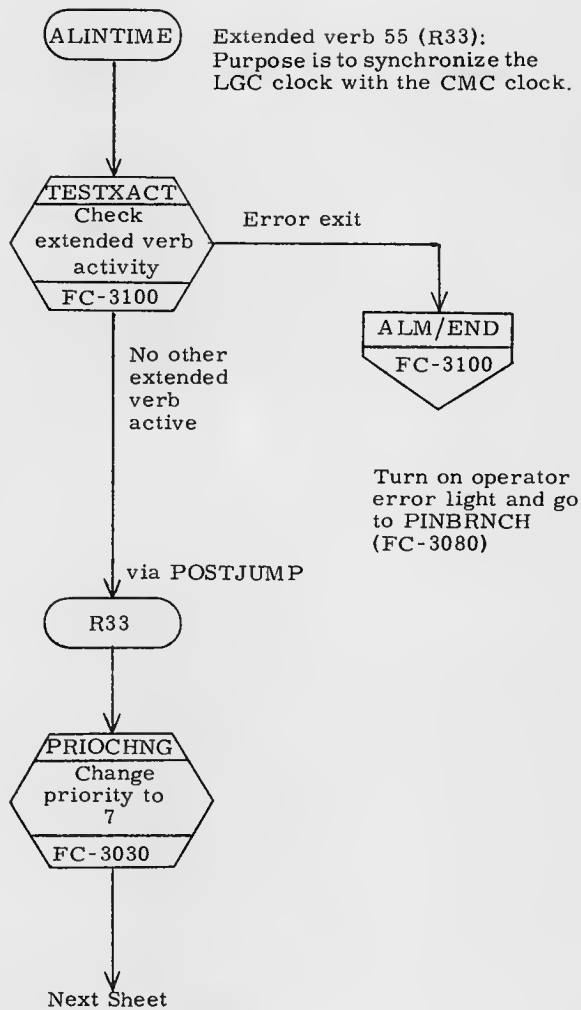 ALINTIME
Extended verb 55 (R33):
Purpose is to synchronize the
LGC clock with the CMC clock.
TESTXACT
Check
extended verb
activity
FC-3100
Error exit
ALM/END
FC-3100
No other
extended
verb
active
Turn on operator
error light and go
to PINBRNCH
(FC-3080)
via POSTJUMP
R33
PRIOCHNG
Change
priority to
7
FC-3030
Next Sheet